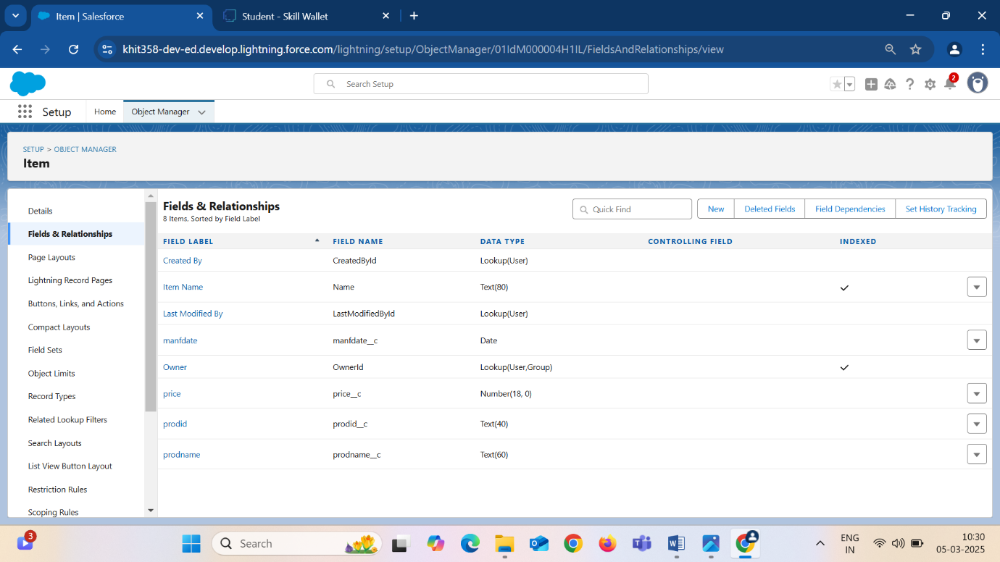 Item | Salesforce
Student - Skill Wallet
khit358-dev-ed.develop.lightning.force.com/lightning/setup/ObjectManager/01IdM000004H1IL/FieldsAndRelationships/view
Search Setup
2
Setup
Home
Object Manager
SETUP > OBJECT MANAGER
Item
Details
Fields & Relationships
Page Layouts
Lightning Record Pages
Buttons, Links, and Actions
Compact Layouts
Field Sets
Object Limits
Record Types
Related Lookup Filters
Search Layouts
List View Button Layout
Restriction Rules
Scoping Rules
Fields & Relationships
8 Items. Sorted by Field Label
Quick Find
New
Deleted Fields
Field Dependencies
Set History Tracking
FIELD LABEL FIELD NAME DATA TYPE CONTROLLING FIELD INDEXED
Created By CreatedById Lookup(User)
Item Name Name Text(80)
Last Modified By LastModifiedById Lookup(User)
manfdate manfdate__c Date
Owner OwnerId Lookup(User,Group)
price price__c Number(18, 0)
prodid prodid__c Text(40)
prodname prodname__c Text(60)
3
Search
ENG
IN
10:30
05-03-2025